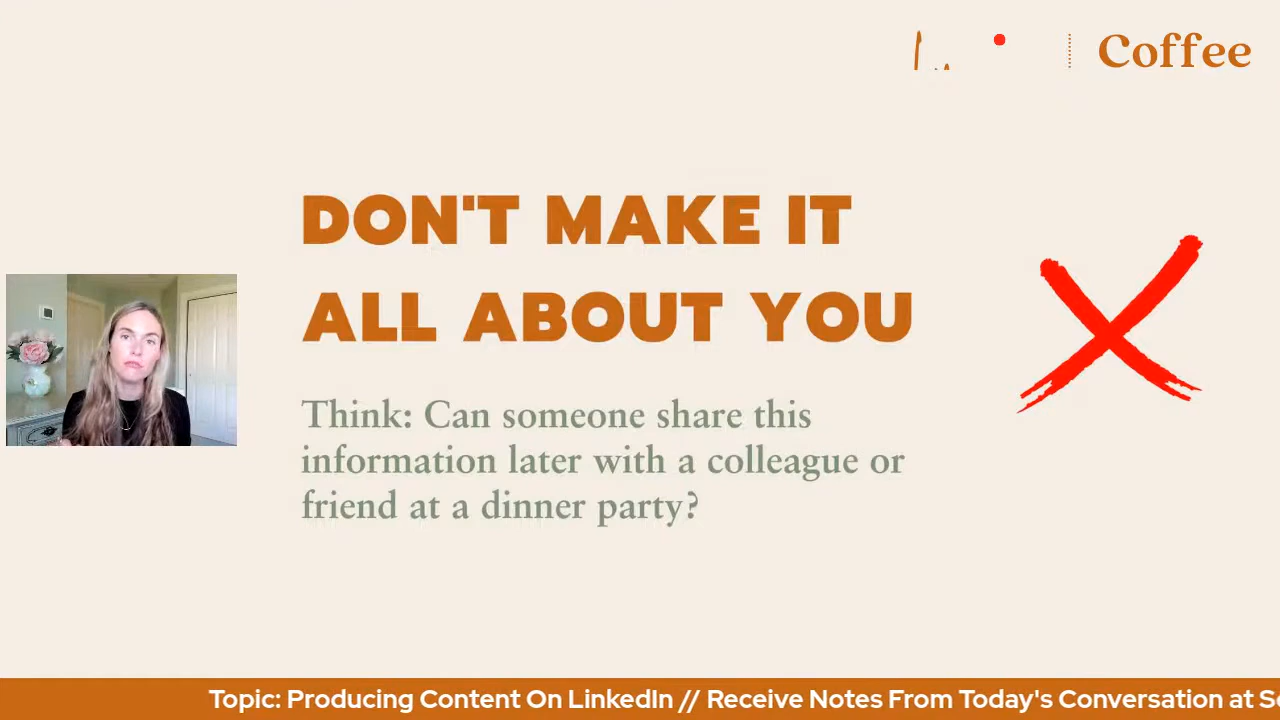 Coffee
DON'T MAKE IT
ALL ABOUT YOU
Think: Can someone share this
information later with a colleague or
friend at a dinner party?
Topic: Producing Content On LinkedIn // Receive Notes From Today's Conversation at